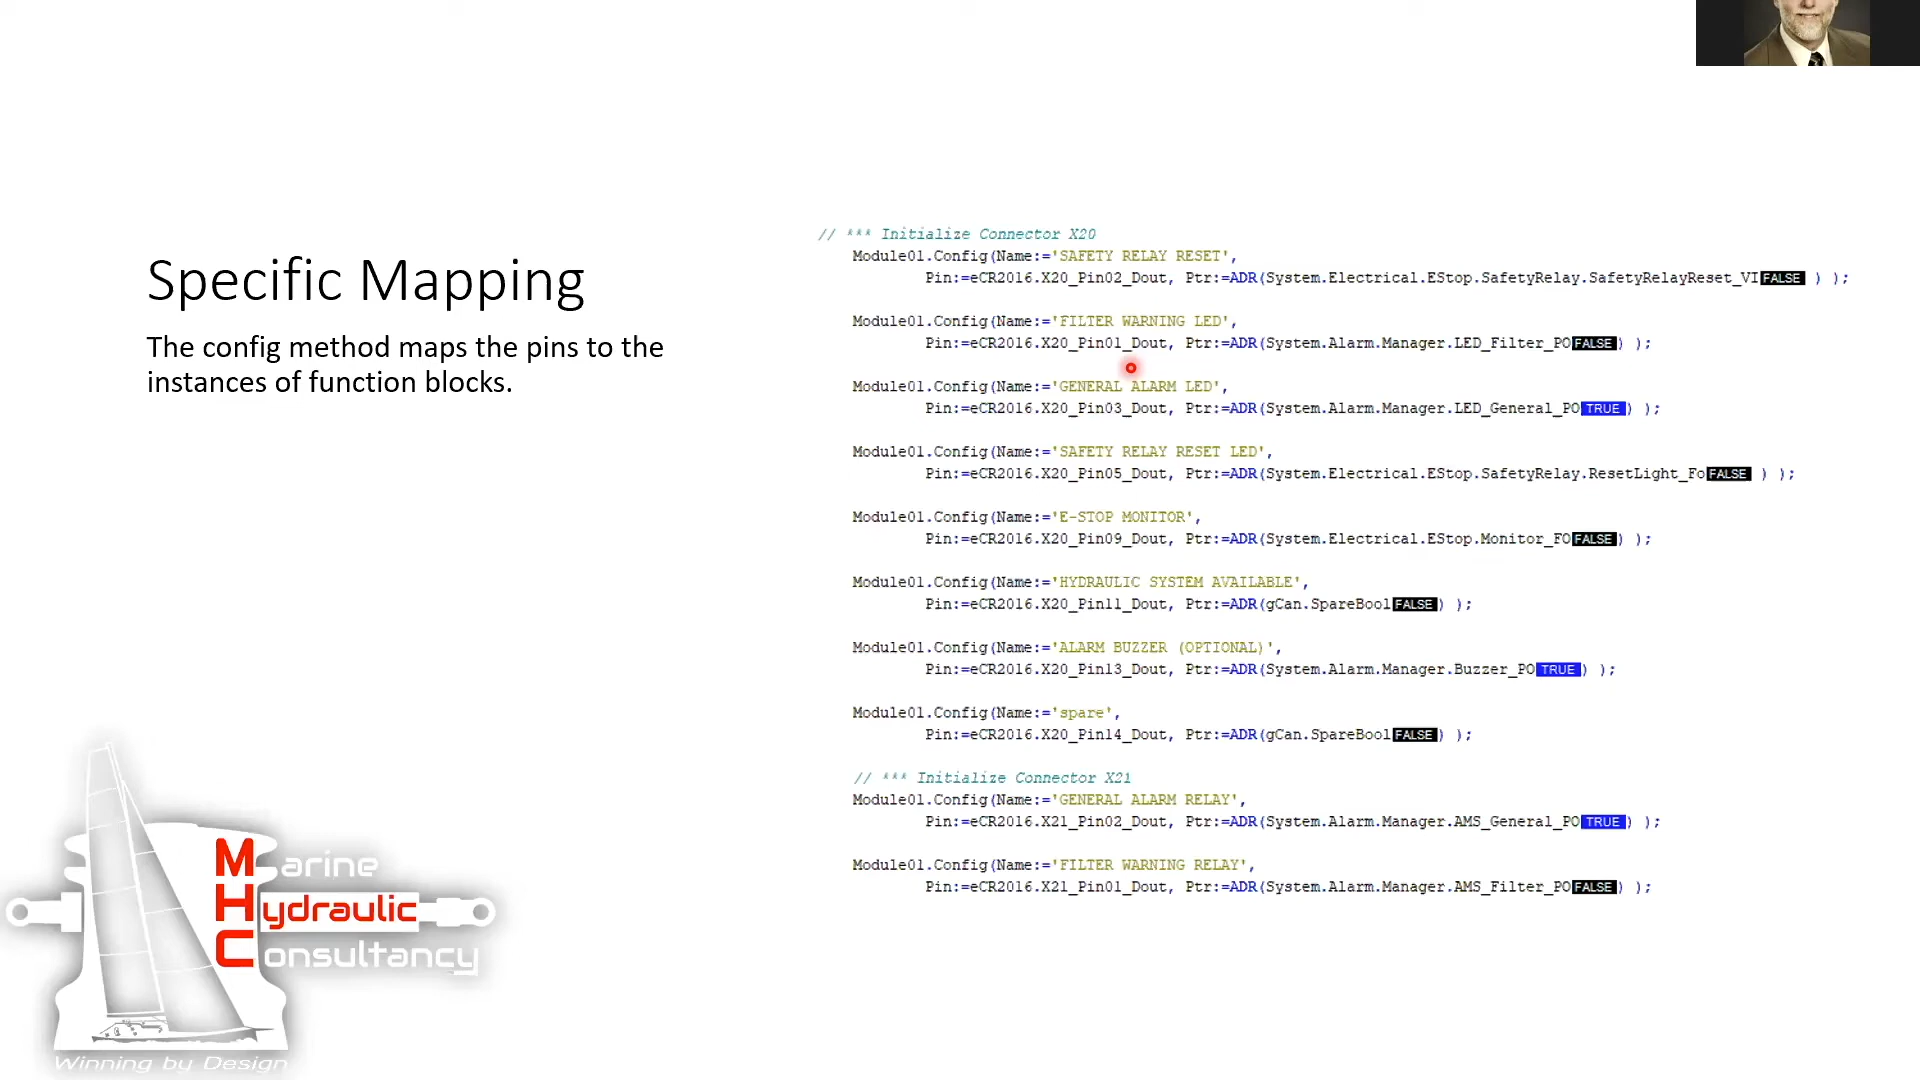 Specific Mapping
The config method maps the pins to the
instances of function blocks.
// *** Initialize Connector X20
Module01.Config(Name:='SAFETY RELAY RESET',
Pin:=eCR2016.X20_Pin02_Dout, Ptr:=ADR(System.Electrical.EStop.SafetyRelay.SafetyRelayReset_VI FALSE ) );
Module01.Config(Name:='FILTER WARNING LED',
Pin:=eCR2016.X20_Pin01_Dout, Ptr:=ADR(System.Alarm.Manager.LED_Filter_PO FALSE ) );
Module01.Config(Name:='GENERAL ALARM LED',
Pin:=eCR2016.X20_Pin03_Dout, Ptr:=ADR(System.Alarm.Manager.LED_General_PO TRUE ) );
Module01.Config(Name:='SAFETY RELAY RESET LED',
Pin:=eCR2016.X20_Pin05_Dout, Ptr:=ADR(System.Electrical.EStop.SafetyRelay.ResetLight_Fo FALSE ) );
Module01.Config(Name:='E-STOP MONITOR',
Pin:=eCR2016.X20_Pin09_Dout, Ptr:=ADR(System.Electrical.EStop.Monitor_FO FALSE ) );
Module01.Config(Name:='HYDRAULIC SYSTEM AVAILABLE',
Pin:=eCR2016.X20_Pin11_Dout, Ptr:=ADR(gCan.SpareBool FALSE ) );
Module01.Config(Name:='ALARM BUZZER (OPTIONAL)',
Pin:=eCR2016.X20_Pin13_Dout, Ptr:=ADR(System.Alarm.Manager.Buzzer_PO TRUE ) );
Module01.Config(Name:='spare',
Pin:=eCR2016.X20_Pin14_Dout, Ptr:=ADR(gCan.SpareBool FALSE ) );
// *** Initialize Connector X21
Module01.Config(Name:='GENERAL ALARM RELAY',
Pin:=eCR2016.X21_Pin02_Dout, Ptr:=ADR(System.Alarm.Manager.AMS_General_PO TRUE ) );
Module01.Config(Name:='FILTER WARNING RELAY',
Pin:=eCR2016.X21_Pin01_Dout, Ptr:=ADR(System.Alarm.Manager.AMS_Filter_PO FALSE ) );
Marine
Hydraulic
Consultancy
Winning by Design